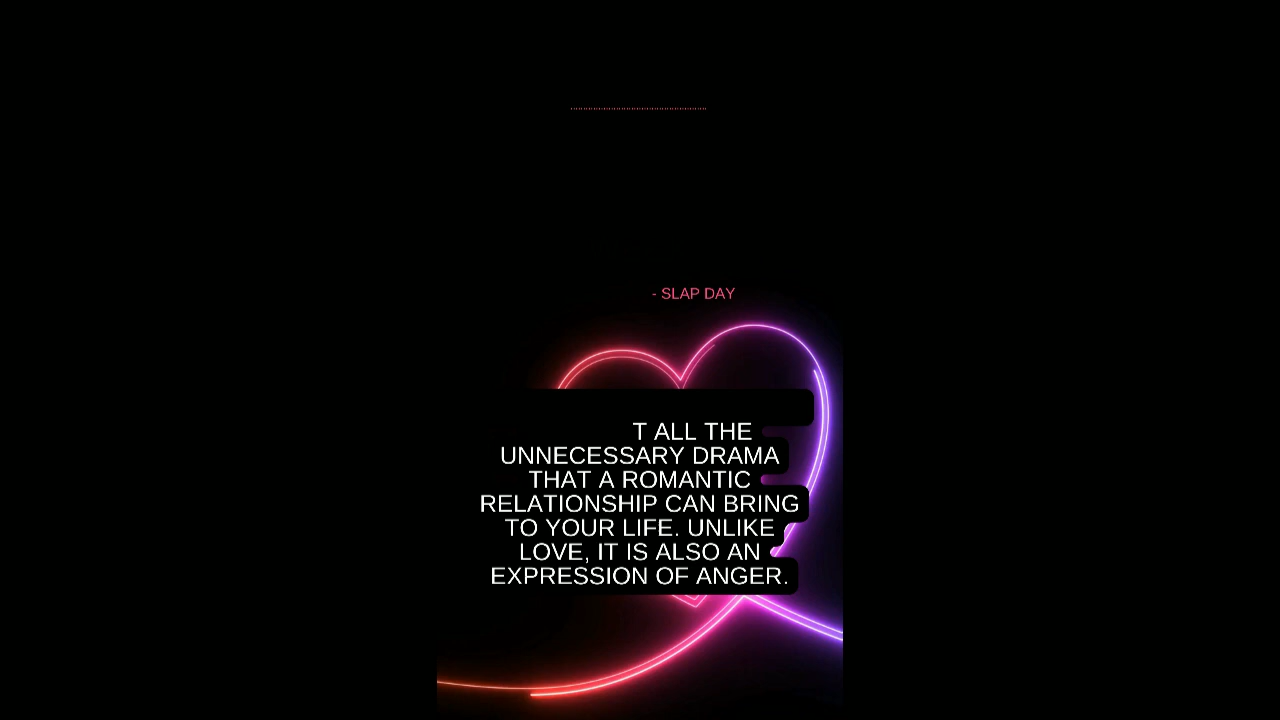 - SLAP DAY
T ALL THE
UNNECESSARY DRAMA
THAT A ROMANTIC
RELATIONSHIP CAN BRING
TO YOUR LIFE. UNLIKE
LOVE, IT IS ALSO AN
EXPRESSION OF ANGER.